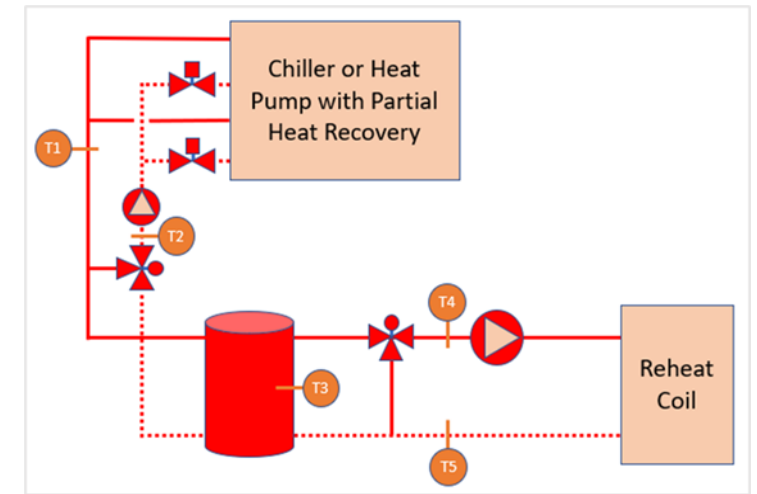 Chiller or Heat
Pump with Partial
Heat Recovery
T1
T2
T4
T3
Reheat
Coil
T5